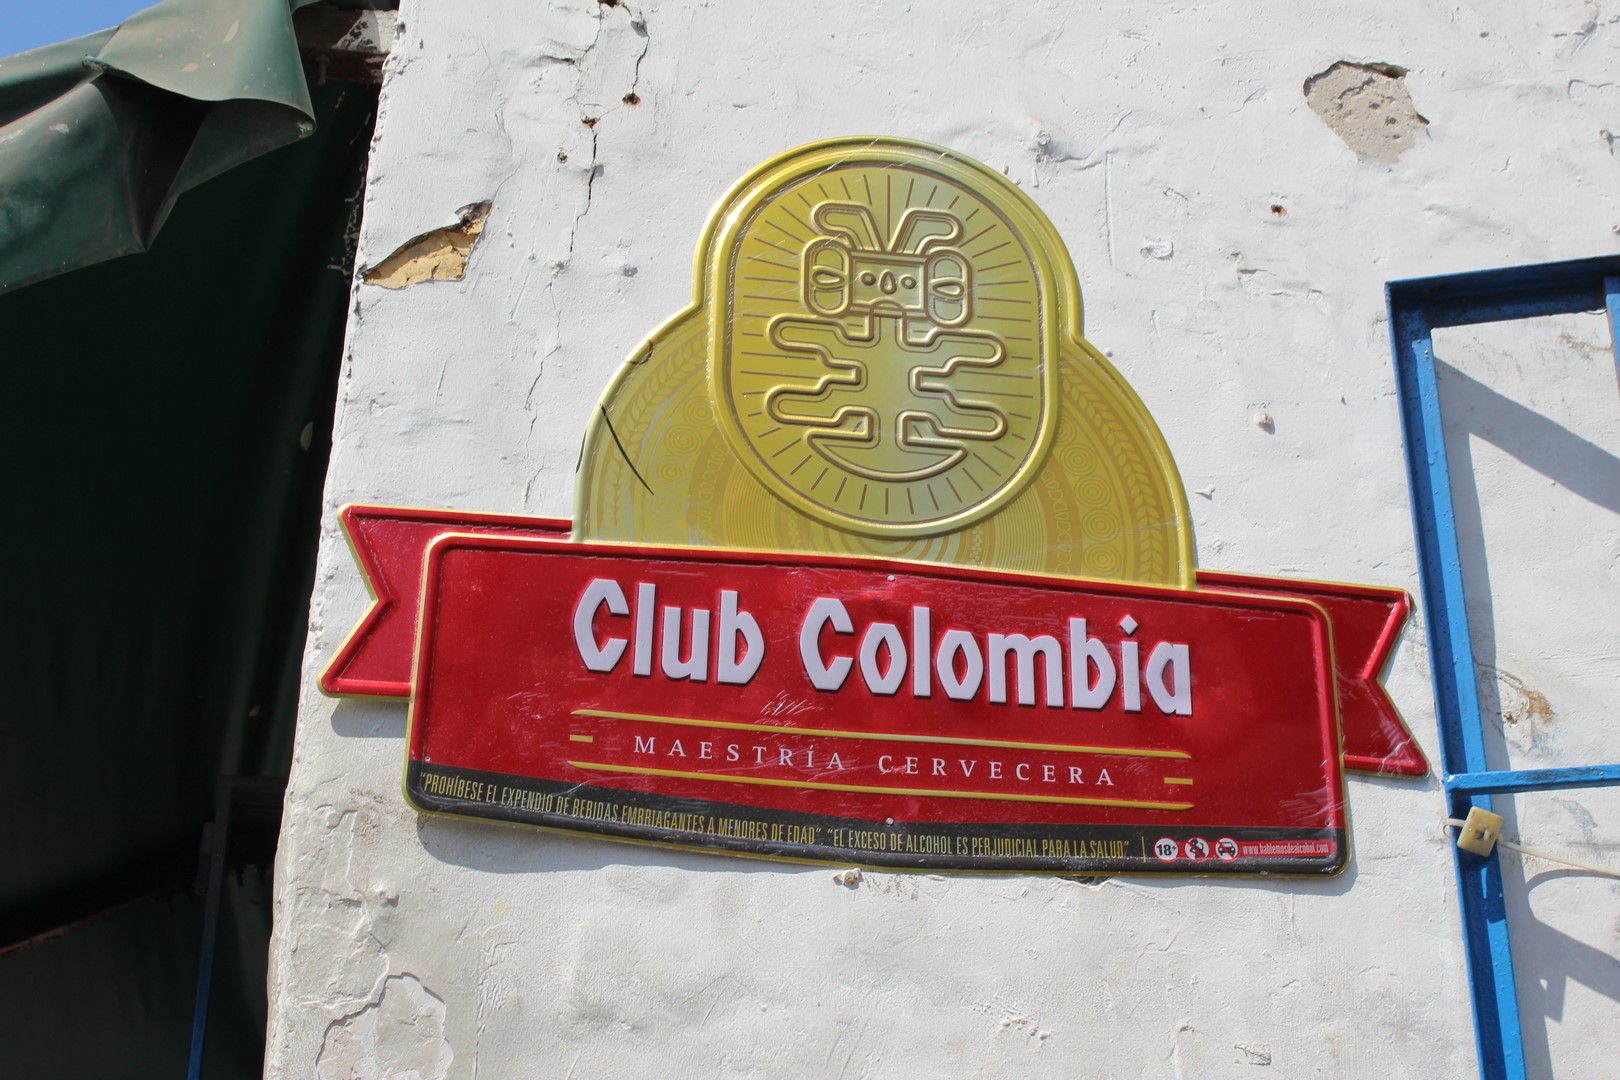 Club Colombia
MAESTRÍA CERVECERA
"PROHÍBESE EL EXPENDIO DE BEBIDAS EMBRIAGANTES A MENORES DE EDAD". "EL EXCESO DE ALCOHOL ES PERJUDICIAL PARA LA SALUD". 18+ www.hablemosdealcohol.com